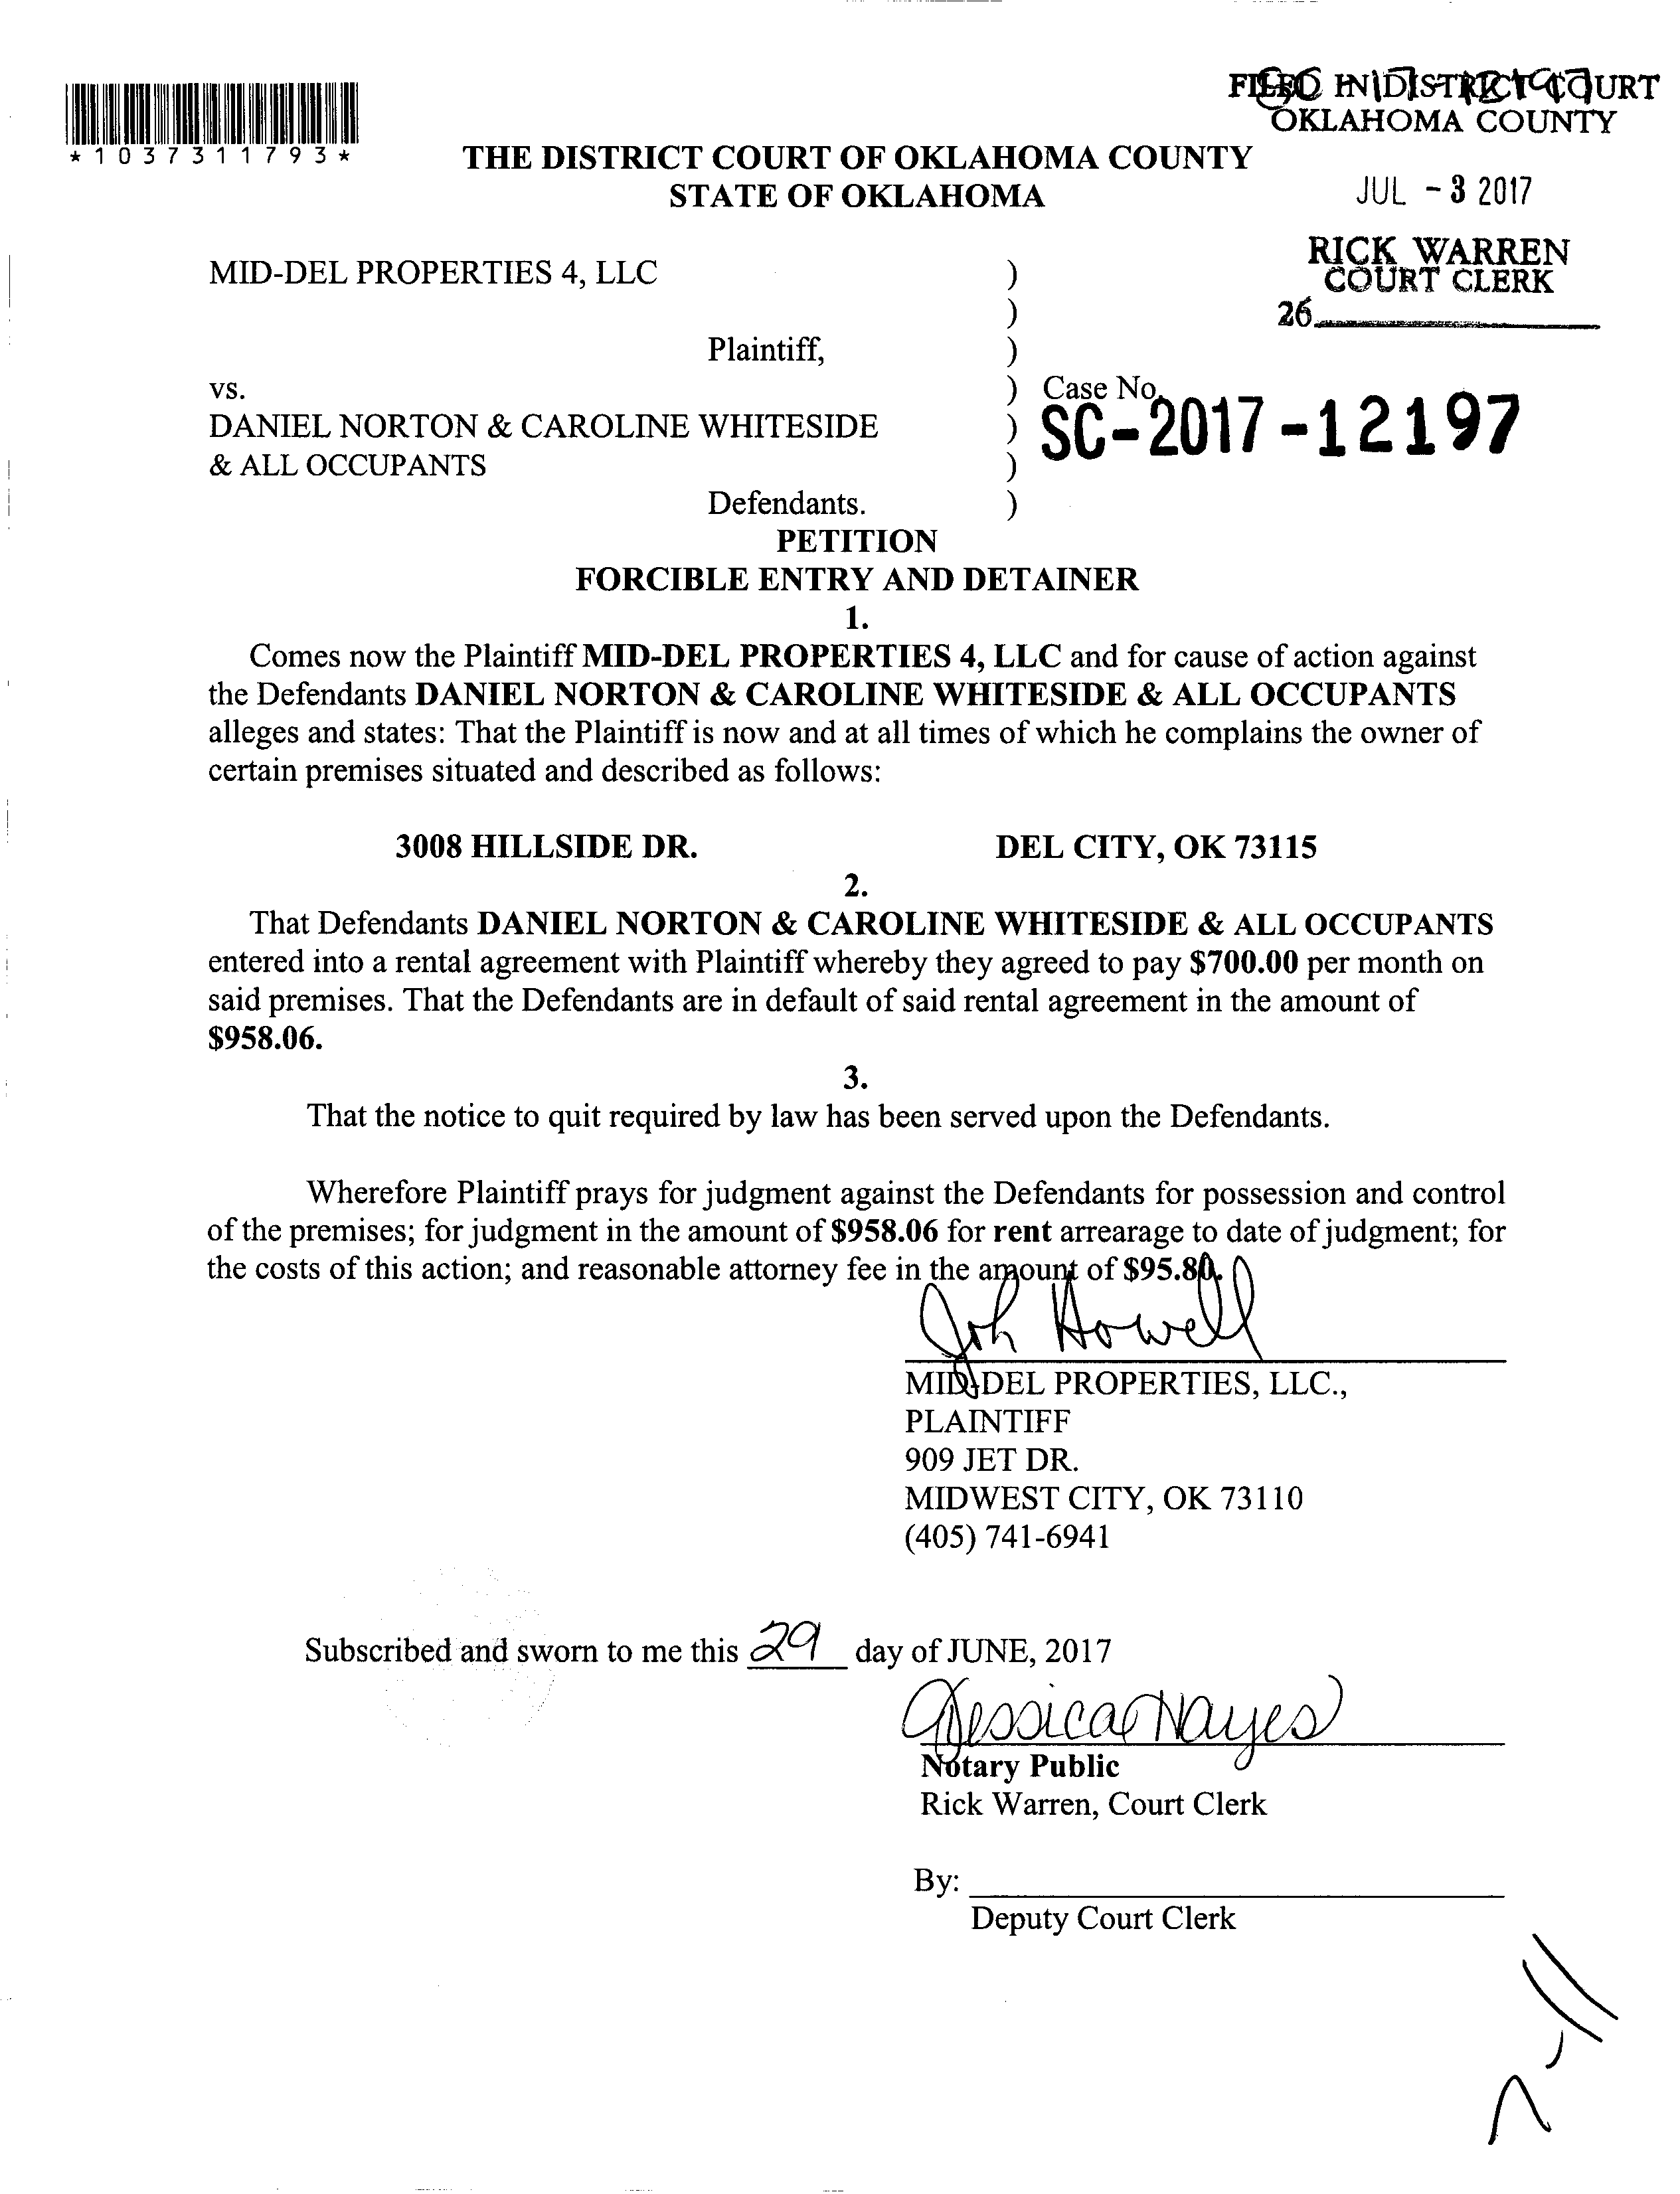 FILED IN DISTRICT COURT
OKLAHOMA COUNTY
*1037311793*
THE DISTRICT COURT OF OKLAHOMA COUNTY
STATE OF OKLAHOMA
JUL - 3 2017
RICK WARREN
COURT CLERK
26
MID-DEL PROPERTIES 4, LLC )
)
Plaintiff, )
vs. ) Case No.
DANIEL NORTON & CAROLINE WHITESIDE ) SC-2017-12197
& ALL OCCUPANTS )
Defendants. )
PETITION
FORCIBLE ENTRY AND DETAINER
1.
Comes now the Plaintiff MID-DEL PROPERTIES 4, LLC and for cause of action against
the Defendants DANIEL NORTON & CAROLINE WHITESIDE & ALL OCCUPANTS
alleges and states: That the Plaintiff is now and at all times of which he complains the owner of
certain premises situated and described as follows:
3008 HILLSIDE DR. DEL CITY, OK 73115
2.
That Defendants DANIEL NORTON & CAROLINE WHITESIDE & ALL OCCUPANTS
entered into a rental agreement with Plaintiff whereby they agreed to pay $700.00 per month on
said premises. That the Defendants are in default of said rental agreement in the amount of
$958.06.
3.
That the notice to quit required by law has been served upon the Defendants.
Wherefore Plaintiff prays for judgment against the Defendants for possession and control
of the premises; for judgment in the amount of $958.06 for rent arrearage to date of judgment; for
the costs of this action; and reasonable attorney fee in the amount of $95.80.
Joh Howell
MID-DEL PROPERTIES, LLC.,
PLAINTIFF
909 JET DR.
MIDWEST CITY, OK 73110
(405) 741-6941
Subscribed and sworn to me this 29 day of JUNE, 2017
Jessica Hayes
Notary Public
Rick Warren, Court Clerk
By:
Deputy Court Clerk
7-11